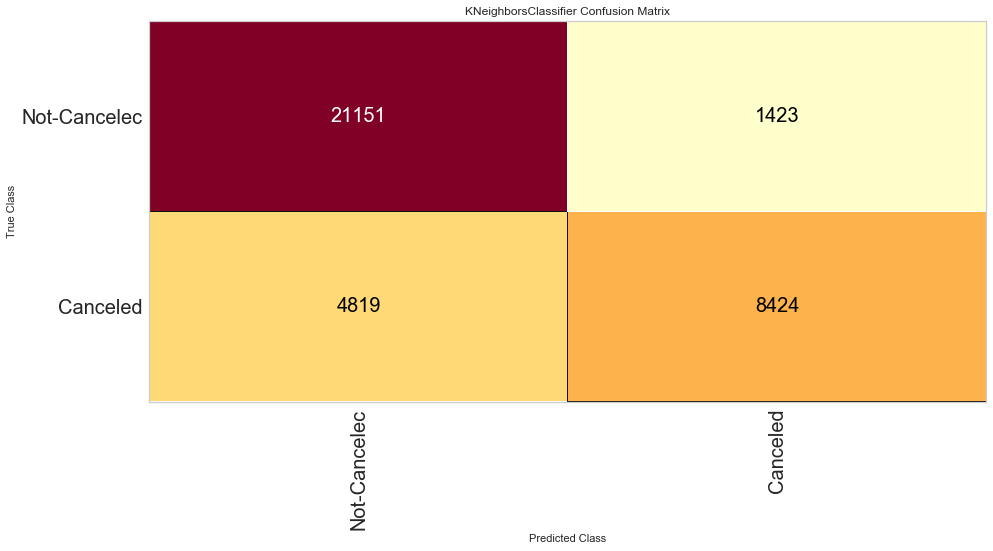 KNeighborsClassifier Confusion Matrix
True Class
Not-Cancelec
21151
1423
Canceled
4819
8424
Not-Cancelec
Canceled
Predicted Class